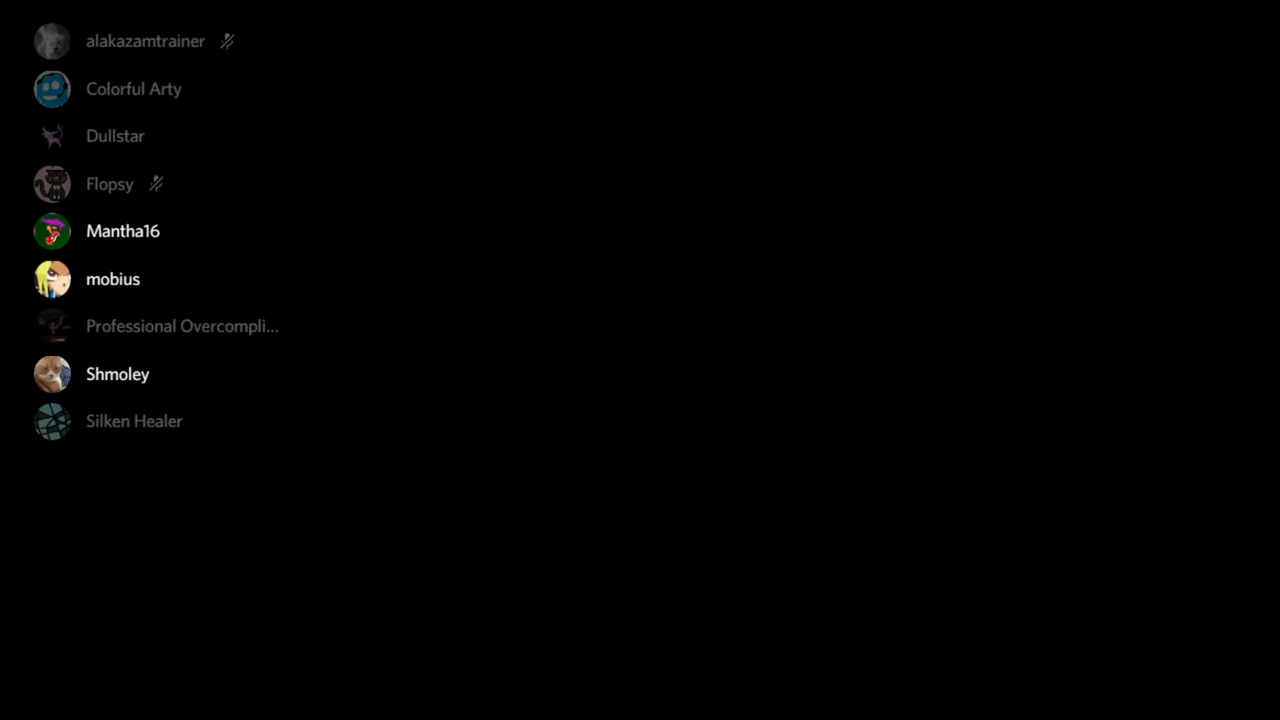 alakazamtrainer
Colorful Arty
Dullstar
Flopsy
Mantha16
mobius
Professional Overcompli...
Shmoley
Silken Healer